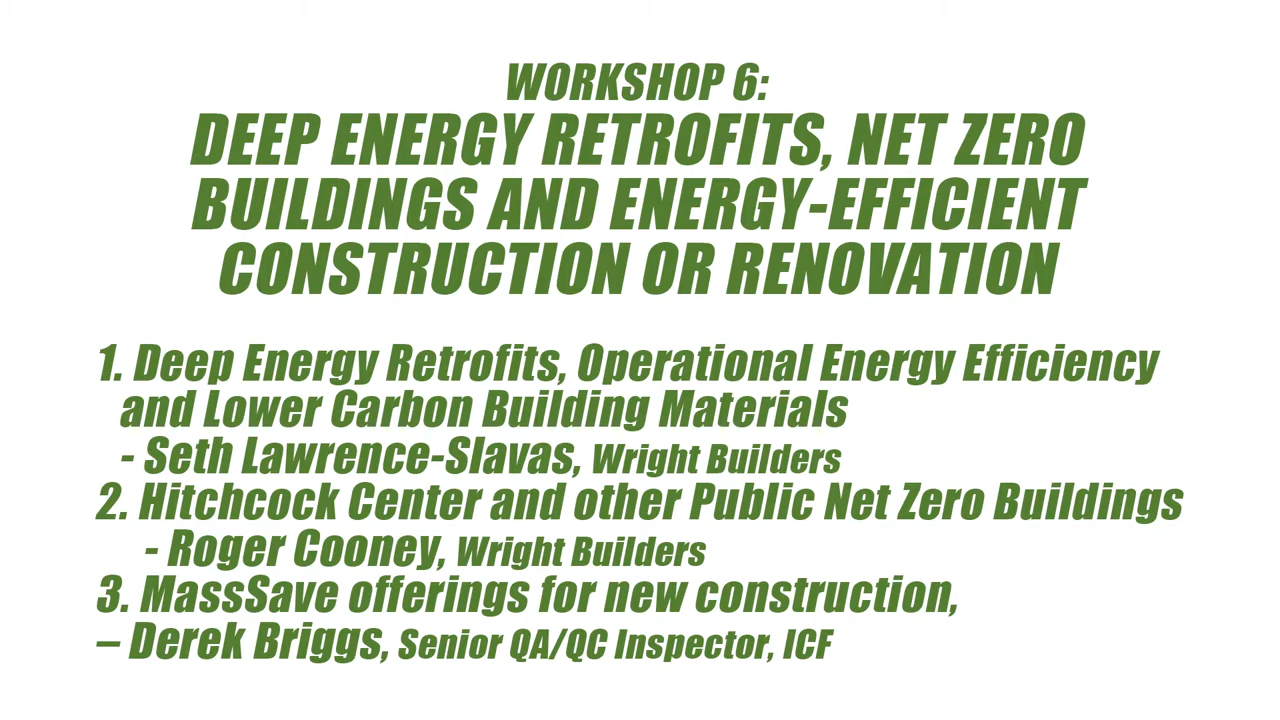 WORKSHOP 6:
DEEP ENERGY RETROFITS, NET ZERO
BUILDINGS AND ENERGY-EFFICIENT
CONSTRUCTION OR RENOVATION
1. Deep Energy Retrofits, Operational Energy Efficiency
and Lower Carbon Building Materials
- Seth Lawrence-Slavas, Wright Builders
2. Hitchcock Center and other Public Net Zero Buildings
- Roger Cooney, Wright Builders
3. MassSave offerings for new construction,
– Derek Briggs, Senior QA/QC Inspector, ICF